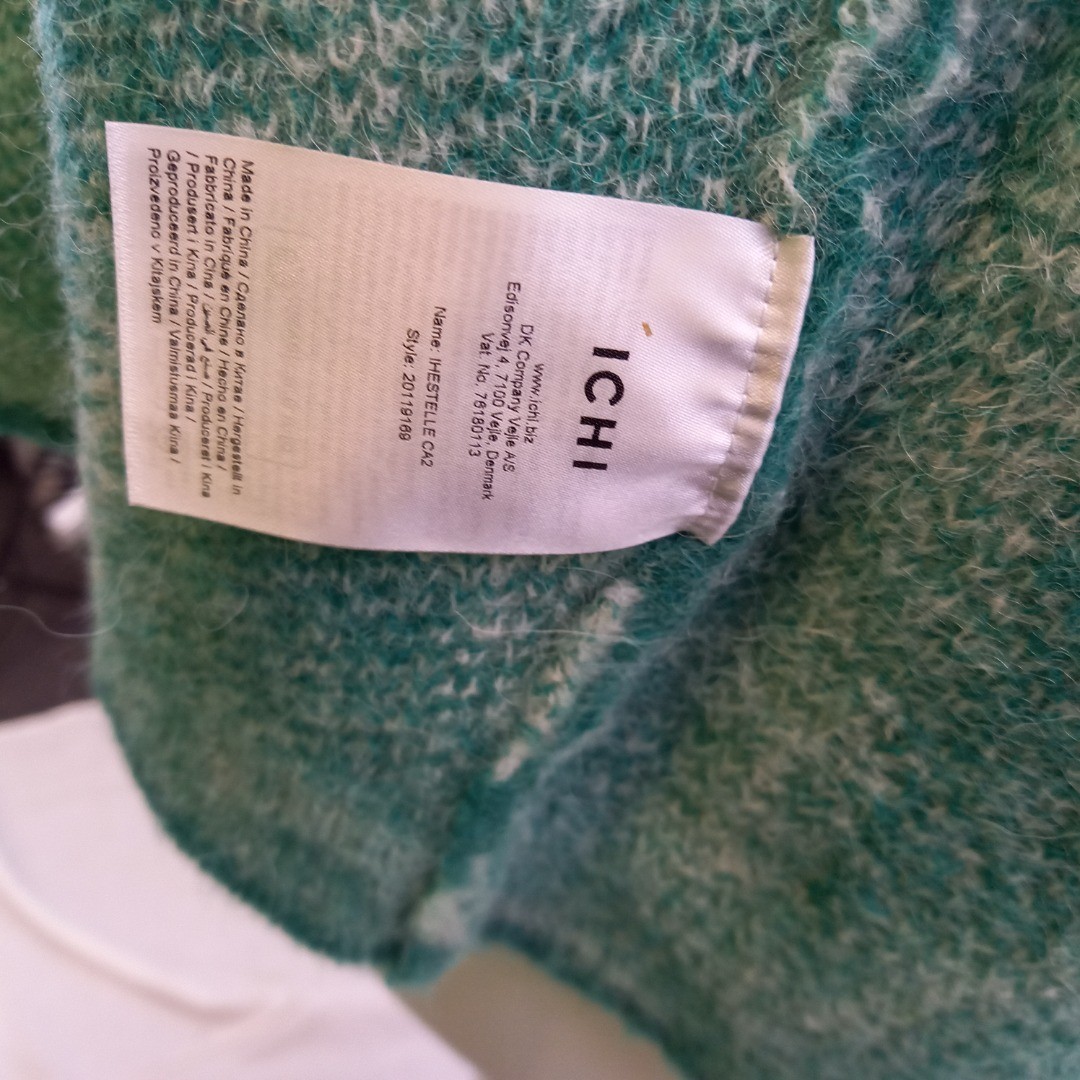 ICHI
www.ichi.biz
DK Company Vejle A/S
Edisonvej 4, 7100 Vejle, Denmark
Vat. No. 76180113
Name: IHESTELLE CA2
Style: 20119169
Made in China / Сделано в Китае / Hergestellt in
China / Fabriqué en Chine / Hecho en China /
Fabbricato in Cina / صنع في الصين / Produceret i Kina
/ Produsert i Kina / Producerad i Kina /
Geproduceerd in China / Valmistusmaa Kiina /
Proizvedeno v Kitajskem